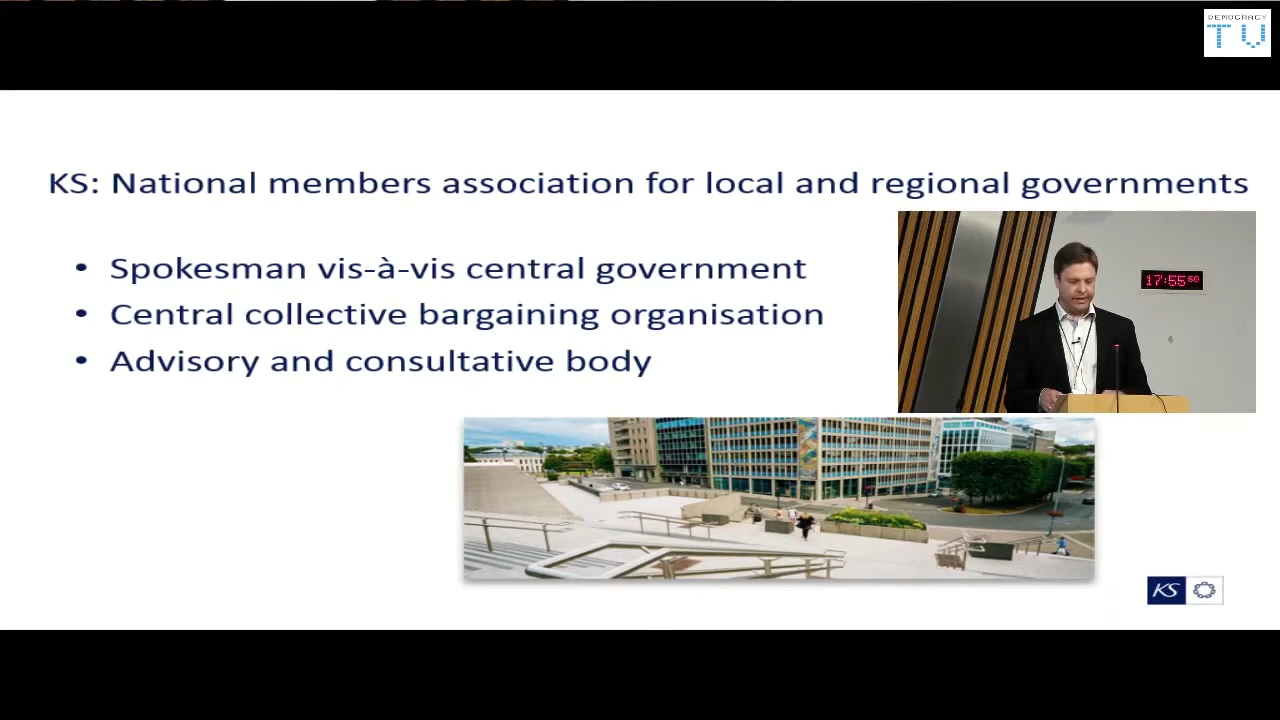 DEMOCRACY
TV
KS: National members association for local and regional governments
• Spokesman vis-à-vis central government
• Central collective bargaining organisation
• Advisory and consultative body
17:55 60
KS